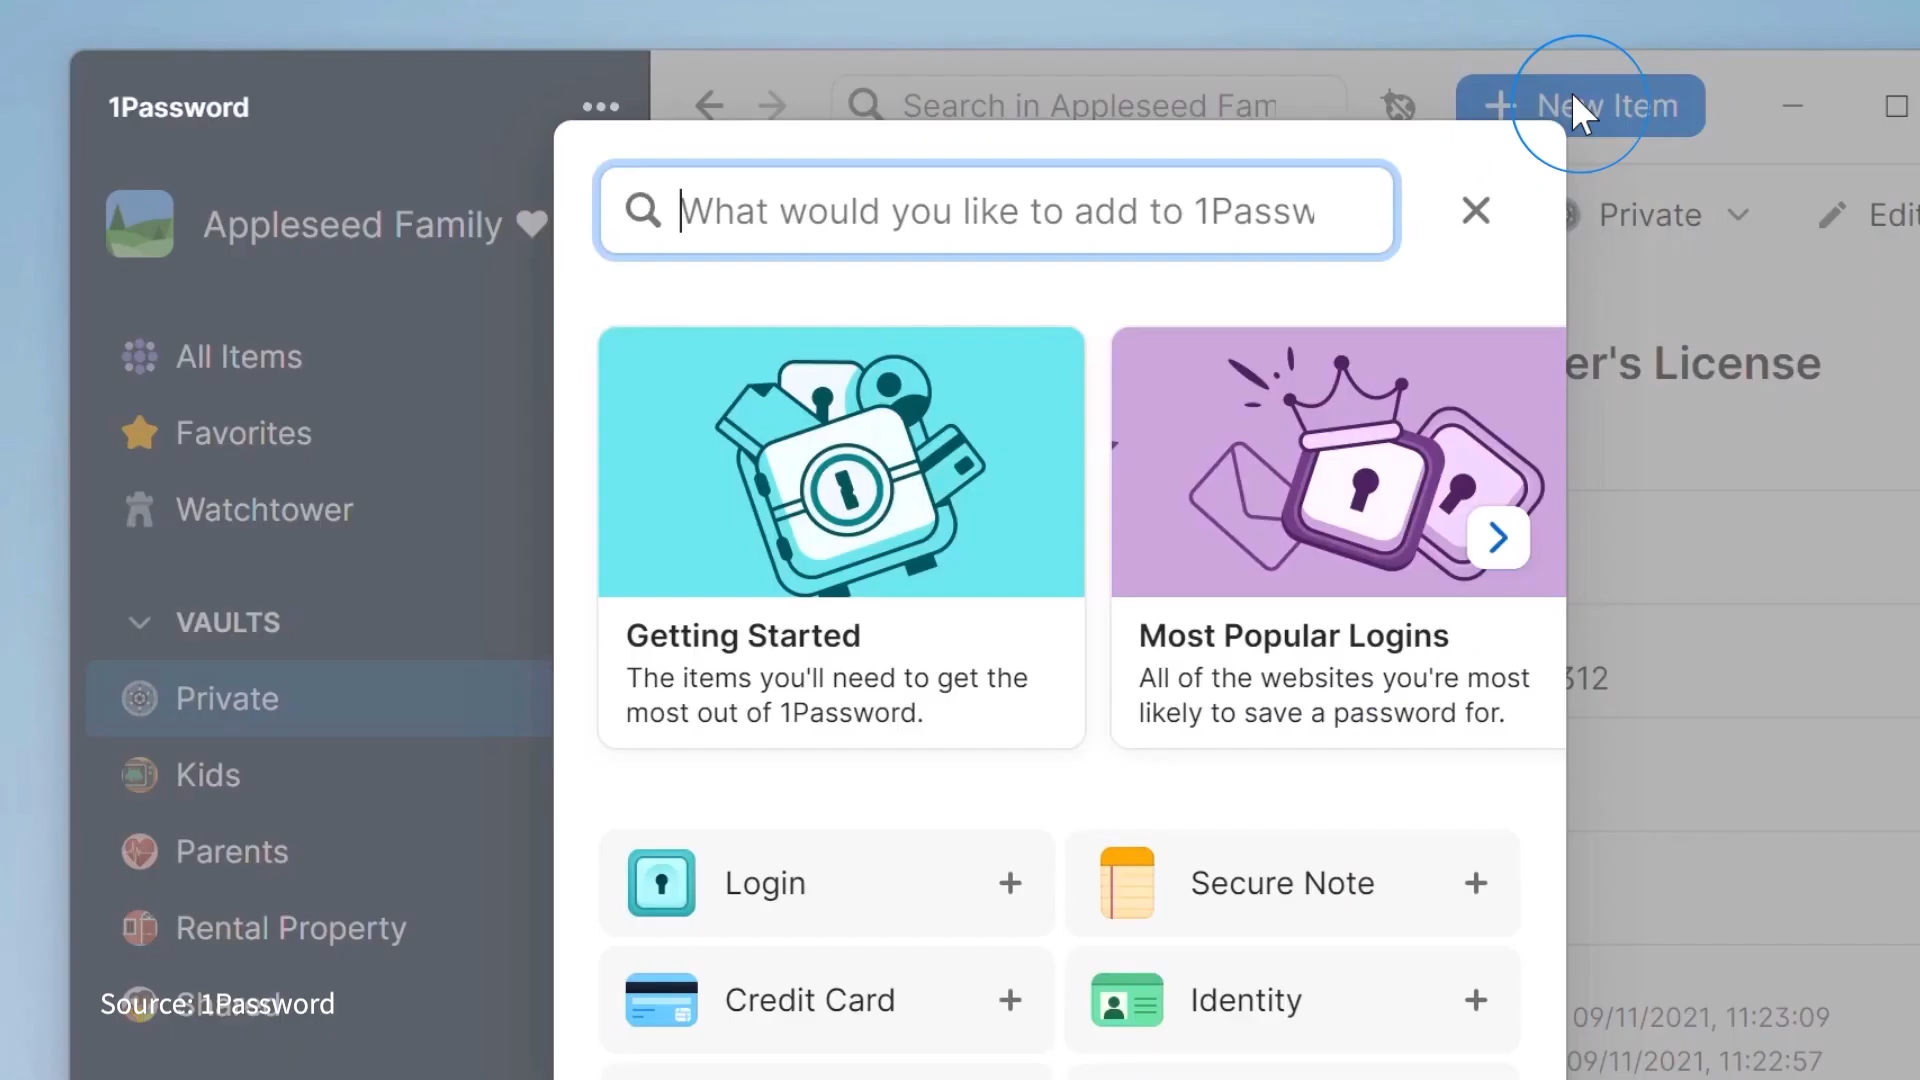 1Password
Search in Appleseed Fam
New Item
What would you like to add to 1Passw
Private
Edit
Appleseed Family
er's License
All Items
Favorites
Watchtower
VAULTS
Private
Kids
Parents
Rental Property
Shared
Source: 1Password
Getting Started
The items you'll need to get the
most out of 1Password.
Most Popular Logins
All of the websites you're most
likely to save a password for.
312
Login
Secure Note
Credit Card
Identity
09/11/2021, 11:23:09
09/11/2021, 11:22:57